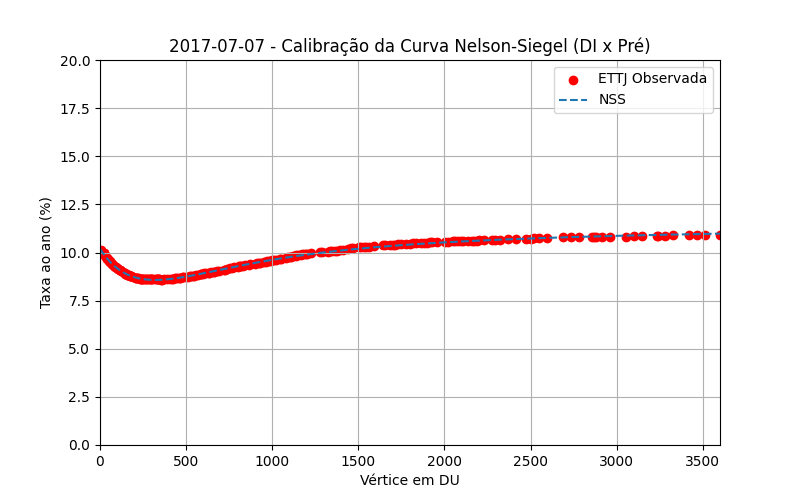 2017-07-07 - Calibração da Curva Nelson-Siegel (DI x Pré)
ETTJ Observada
NSS
Taxa ao ano (%)
20.0
17.5
15.0
12.5
10.0
7.5
5.0
2.5
0.0
0 500 1000 1500 2000 2500 3000 3500
Vértice em DU